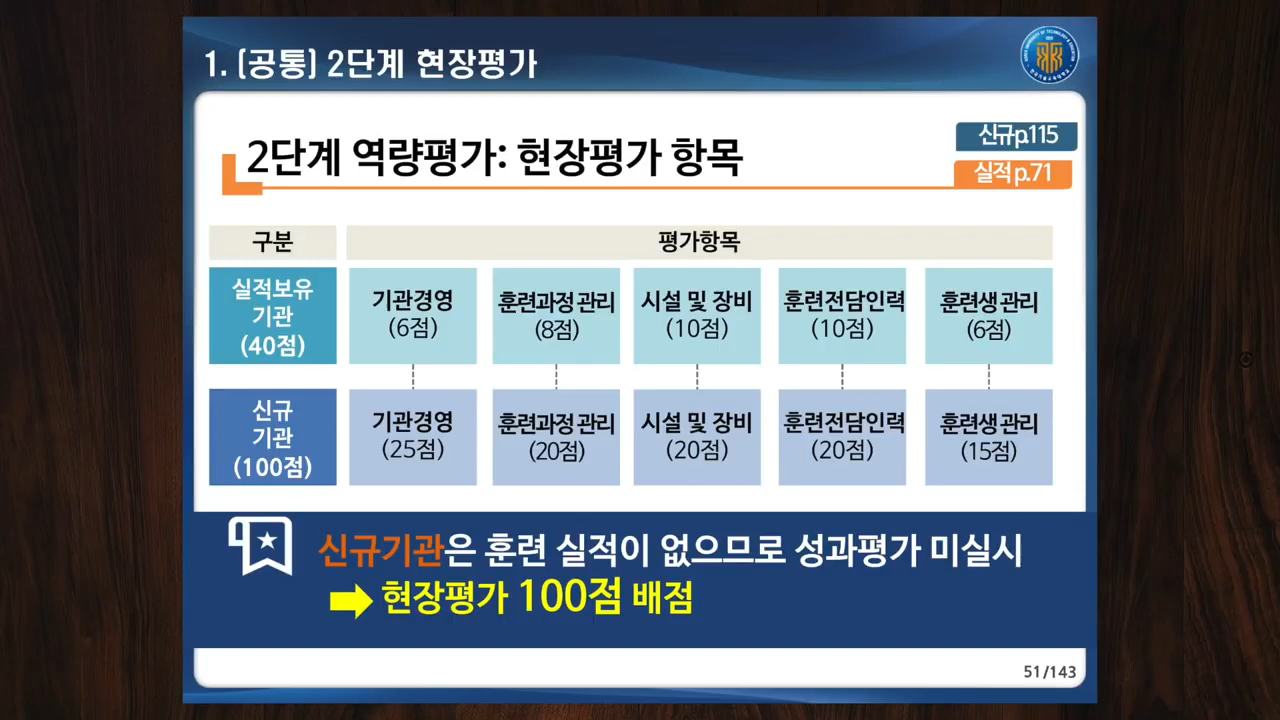 1. (공통) 2단계 현장평가
2단계 역량평가: 현장평가 항목
신규p.115
실적p.71
구분
평가항목
실적보유
기관
(40점)
기관경영
(6점)
훈련과정 관리
(8점)
시설 및 장비
(10점)
훈련전담인력
(10점)
훈련생 관리
(6점)
신규
기관
(100점)
기관경영
(25점)
훈련과정 관리
(20점)
시설 및 장비
(20점)
훈련전담인력
(20점)
훈련생 관리
(15점)
신규기관은 훈련 실적이 없으므로 성과평가 미실시
현장평가 100점 배점
51/143